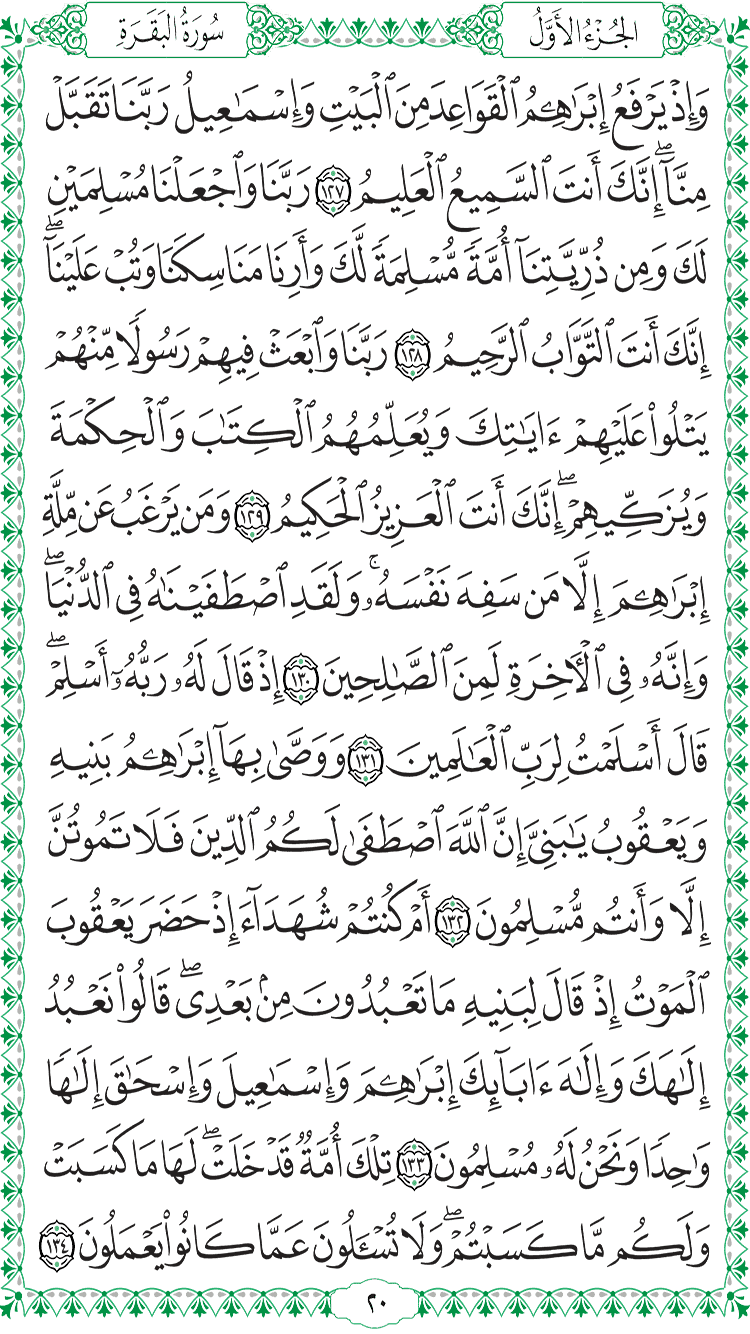 الجُزْءُ الأَوَّلُ
سُورَةُ البَقَرَةِ
وَإِذْ يَرْفَعُ إِبْرَٰهِـۧمُ ٱلْقَوَاعِدَ مِنَ ٱلْبَيْتِ وَإِسْمَـٰعِيلُ رَبَّنَا تَقَبَّلْ
مِنَّآۖ إِنَّكَ أَنتَ ٱلسَّمِيعُ ٱلْعَلِيمُ ١٢٧ رَبَّنَا وَٱجْعَلْنَا مُسْلِمَيْنِ
لَكَ وَمِن ذُرِّيَّتِنَآ أُمَّةً مُّسْلِمَةً لَّكَ وَأَرِنَا مَنَاسِكَنَا وَتُبْ عَلَيْنَآۖ
إِنَّكَ أَنتَ ٱلتَّوَّابُ ٱلرَّحِيمُ ١٢٨ رَبَّنَا وَٱبْعَثْ فِيهِمْ رَسُولًا مِّنْهُمْ
يَتْلُوا۟ عَلَيْهِمْ ءَايَـٰتِكَ وَيُعَلِّمُهُمُ ٱلْكِتَـٰبَ وَٱلْحِكْمَةَ
وَيُزَكِّيهِمْۖ إِنَّكَ أَنتَ ٱلْعَزِيزُ ٱلْحَكِيمُ ١٢٩ وَمَن يَرْغَبُ عَن مِّلَّةِ
إِبْرَٰهِـۧمَ إِلَّا مَن سَفِهَ نَفْسَهُۥۚ وَلَقَدِ ٱصْطَفَيْنَـٰهُ فِى ٱلدُّنْيَاۖ
وَإِنَّهُۥ فِى ٱلْـَٔاخِرَةِ لَمِنَ ٱلصَّـٰلِحِينَ ١٣٠ إِذْ قَالَ لَهُۥ رَبُّهُۥٓ أَسْلِمْۖ
قَالَ أَسْلَمْتُ لِرَبِّ ٱلْعَـٰلَمِينَ ١٣١ وَوَصَّىٰ بِهَآ إِبْرَٰهِـۧمُ بَنِيهِ
وَيَعْقُوبُ يَـٰبَنِىَّ إِنَّ ٱللَّهَ ٱصْطَفَىٰ لَكُمُ ٱلدِّينَ فَلَا تَمُوتُنَّ
إِلَّا وَأَنتُم مُّسْلِمُونَ ١٣٢ أَمْ كُنتُمْ شُهَدَآءَ إِذْ حَضَرَ يَعْقُوبَ
ٱلْمَوْتُ إِذْ قَالَ لِبَنِيهِ مَا تَعْبُدُونَ مِنۢ بَعْدِىۖ قَالُوا۟ نَعْبُدُ
إِلَـٰهَكَ وَإِلَـٰهَ ءَابَآئِكَ إِبْرَٰهِـۧمَ وَإِسْمَـٰعِيلَ وَإِسْحَـٰقَ إِلَـٰهًا
وَٰحِدًا وَنَحْنُ لَهُۥ مُسْلِمُونَ ١٣٣ تِلْكَ أُمَّةٌ قَدْ خَلَتْۖ لَهَا مَا كَسَبَتْ
وَلَكُم مَّا كَسَبْتُمْۖ وَلَا تُسْـَٔلُونَ عَمَّا كَانُوا۟ يَعْمَلُونَ ١٣٤
٢٠